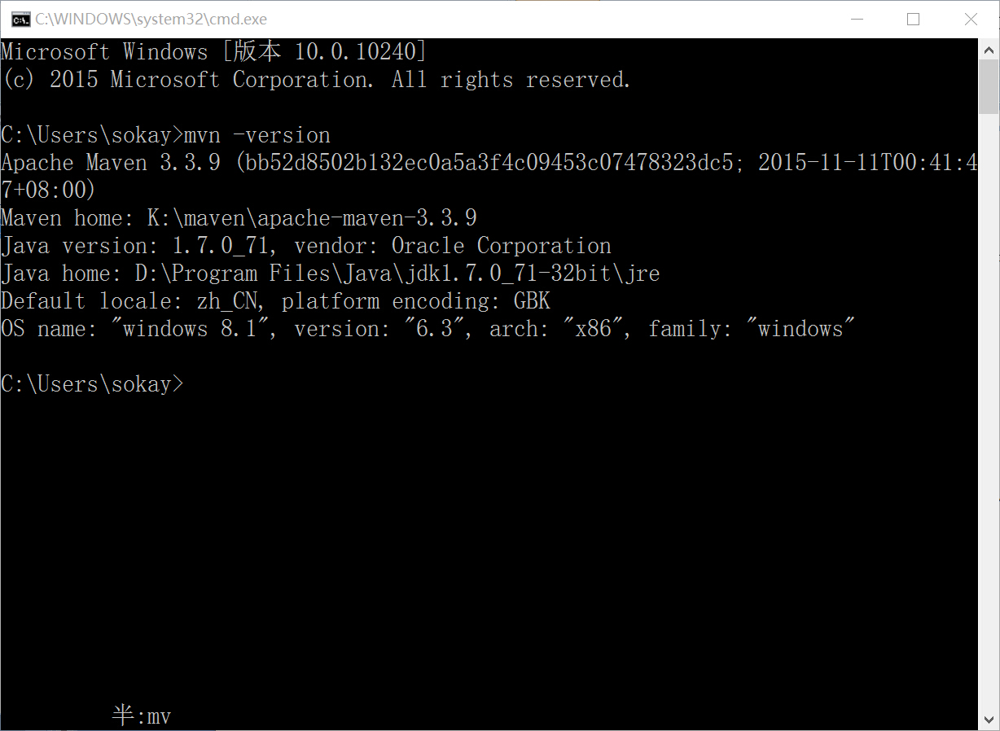 C:\WINDOWS\system32\cmd.exe
Microsoft Windows [版本 10.0.10240]
(c) 2015 Microsoft Corporation. All rights reserved.
C:\Users\sokay>mvn -version
Apache Maven 3.3.9 (bb52d8502b132ec0a5a3f4c09453c07478323dc5; 2015-11-11T00:41:4
7+08:00)
Maven home: K:\maven\apache-maven-3.3.9
Java version: 1.7.0_71, vendor: Oracle Corporation
Java home: D:\Program Files\Java\jdk1.7.0_71-32bit\jre
Default locale: zh_CN, platform encoding: GBK
OS name: "windows 8.1", version: "6.3", arch: "x86", family: "windows"
C:\Users\sokay>
半:mv